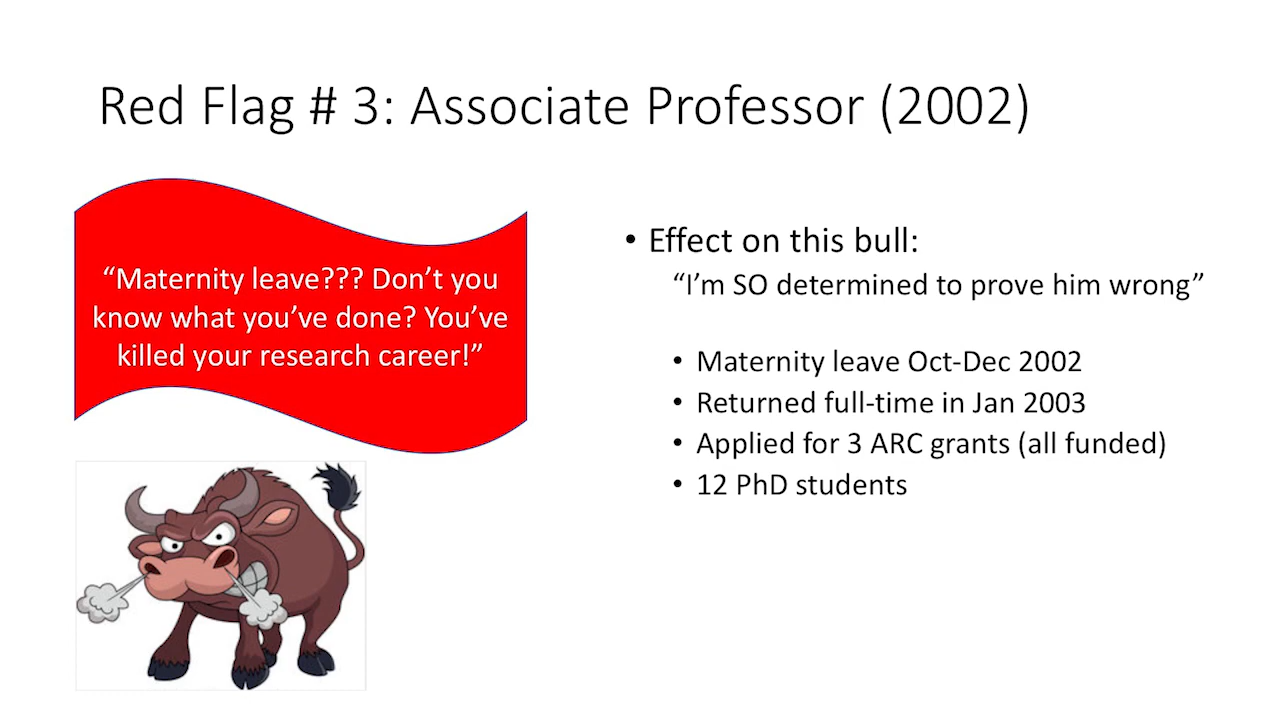 Red Flag # 3: Associate Professor (2002)
“Maternity leave??? Don’t you
know what you’ve done? You’ve
killed your research career!”
• Effect on this bull:
“I’m SO determined to prove him wrong”
• Maternity leave Oct-Dec 2002
• Returned full-time in Jan 2003
• Applied for 3 ARC grants (all funded)
• 12 PhD students